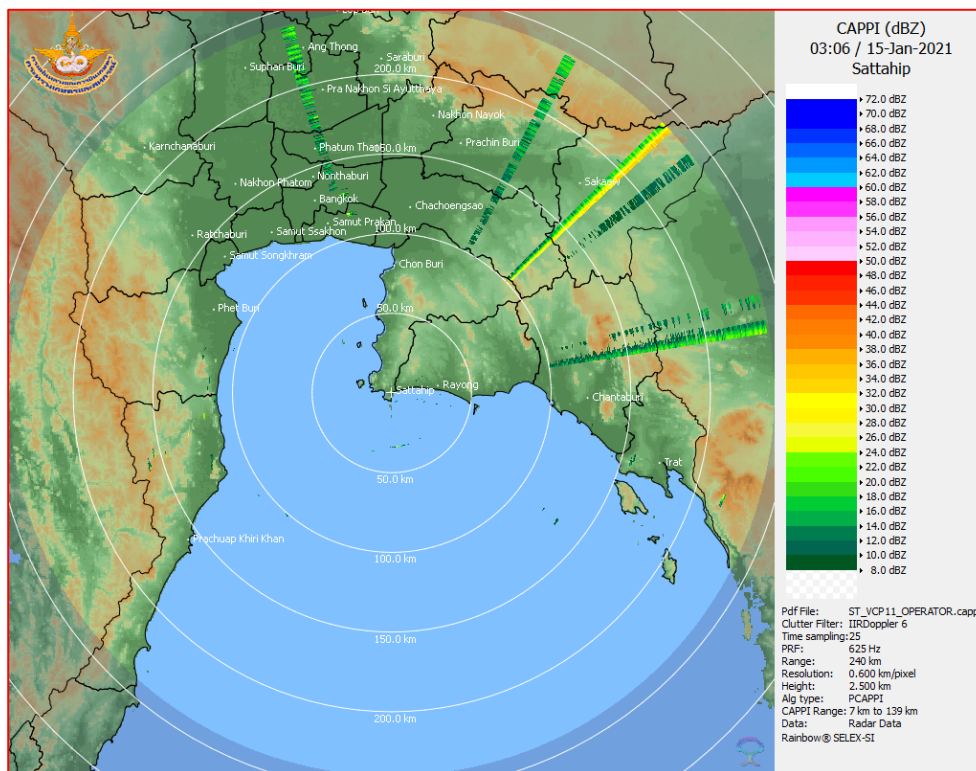 CAPPI (dBZ)
03:06 / 15-Jan-2021
Sattahip
72.0 dBZ
70.0 dBZ
68.0 dBZ
66.0 dBZ
64.0 dBZ
62.0 dBZ
60.0 dBZ
58.0 dBZ
56.0 dBZ
54.0 dBZ
52.0 dBZ
50.0 dBZ
48.0 dBZ
46.0 dBZ
44.0 dBZ
42.0 dBZ
40.0 dBZ
38.0 dBZ
36.0 dBZ
34.0 dBZ
32.0 dBZ
30.0 dBZ
28.0 dBZ
26.0 dBZ
24.0 dBZ
22.0 dBZ
20.0 dBZ
18.0 dBZ
16.0 dBZ
14.0 dBZ
12.0 dBZ
10.0 dBZ
8.0 dBZ
Pdf File: ST_VCP11_OPERATOR.capp
Clutter Filter: IIRDoppler 6
Time sampling:25
PRF: 625 Hz
Range: 240 km
Resolution: 0.600 km/pixel
Height: 2.500 km
Alg type: PCAPPI
CAPPI Range: 7 km to 139 km
Data: Radar Data
Rainbow® SELEX-SI
Ang Thong
Saraburi
Suphan Buri
200.0 km
Pra Nakhon Si Ayutthaya
Nakhon Nayok
Prachin Buri
Karnchanaburi
Phatum Thani
150.0 km
Nonthaburi
Nakhon Phatom
Sakaew
Bangkok
Chachoengsao
Samut Prakan
100.0 km
Ratchaburi
Samut Ssakhon
Samut Songkhram
Chon Buri
Phet Buri
50.0 km
Sattahip
Rayong
Chantaburi
Trat
50.0 km
Prachuap Khiri Khan
100.0 km
150.0 km
200.0 km